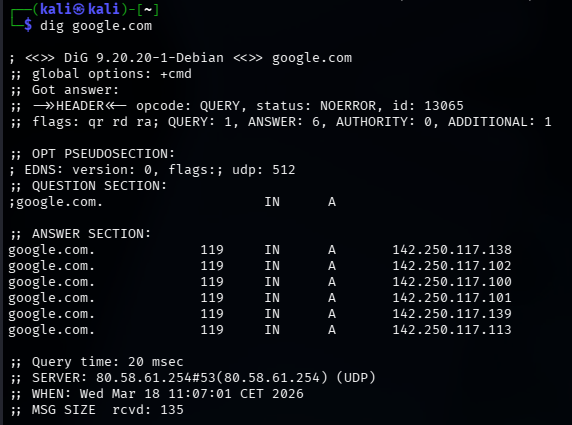 ┌──(kali㉿kali)-[~]
└─$ dig google.com

; <<>> DiG 9.20.20-1-Debian <<>> google.com
;; global options: +cmd
;; Got answer:
;; ->>HEADER<<- opcode: QUERY, status: NOERROR, id: 13065
;; flags: qr rd ra; QUERY: 1, ANSWER: 6, AUTHORITY: 0, ADDITIONAL: 1

;; OPT PSEUDOSECTION:
; EDNS: version: 0, flags:; udp: 512
;; QUESTION SECTION:
;google.com. IN A

;; ANSWER SECTION:
google.com. 119 IN A 142.250.117.138
google.com. 119 IN A 142.250.117.102
google.com. 119 IN A 142.250.117.100
google.com. 119 IN A 142.250.117.101
google.com. 119 IN A 142.250.117.139
google.com. 119 IN A 142.250.117.113

;; Query time: 20 msec
;; SERVER: 80.58.61.254#53(80.58.61.254) (UDP)
;; WHEN: Wed Mar 18 11:07:01 CET 2026
;; MSG SIZE rcvd: 135